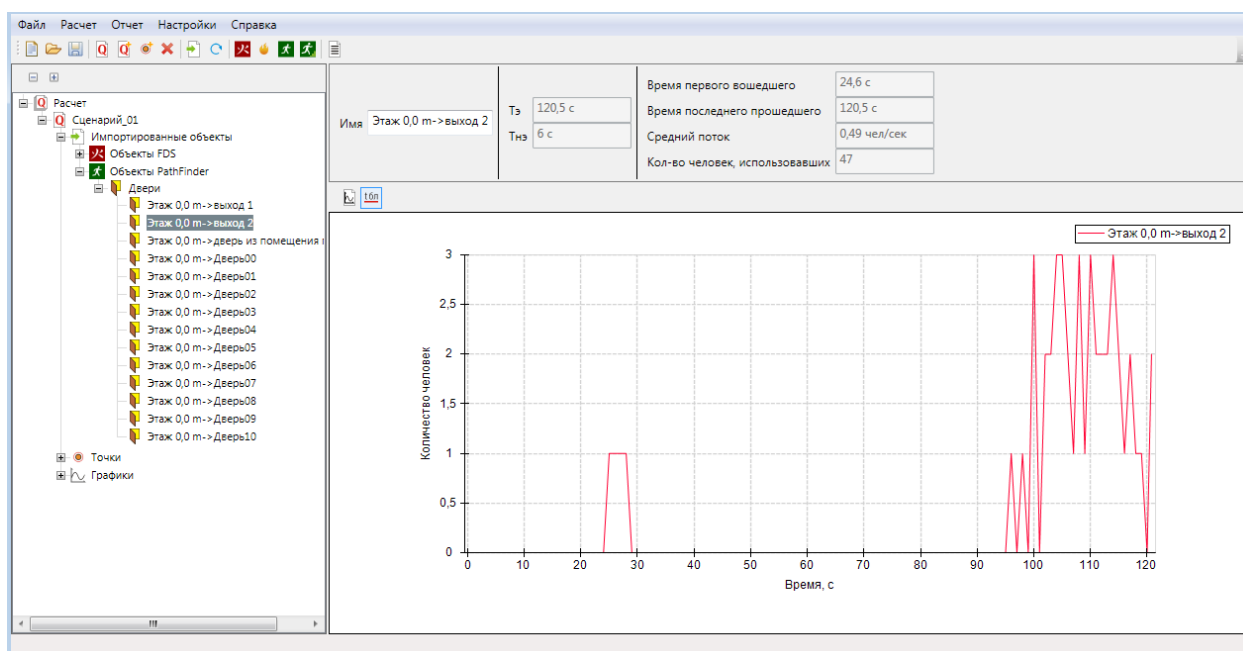 Файл Расчет Отчет Настройки Справка
Расчет
Сценарий_01
Импортированные объекты
Объекты FDS
Объекты PathFinder
Двери
Этаж 0,0 m->выход 1
Этаж 0,0 m->выход 2
Этаж 0,0 m->дверь из помещения
Этаж 0,0 m->Дверь00
Этаж 0,0 m->Дверь01
Этаж 0,0 m->Дверь02
Этаж 0,0 m->Дверь03
Этаж 0,0 m->Дверь04
Этаж 0,0 m->Дверь05
Этаж 0,0 m->Дверь06
Этаж 0,0 m->Дверь07
Этаж 0,0 m->Дверь08
Этаж 0,0 m->Дверь09
Этаж 0,0 m->Дверь10
Точки
Графики
Имя Этаж 0,0 m->выход 2
Tэ 120,5 с
Tнэ 6 с
Время первого вошедшего 24,6 с
Время последнего прошедшего 120,5 с
Средний поток 0,49 чел/сек
Кол-во человек, использовавших 47
tбл
Этаж 0,0 m->выход 2
Количество человек
3
2,5
2
1,5
1
0,5
0
0 10 20 30 40 50 60 70 80 90 100 110 120
Время, с